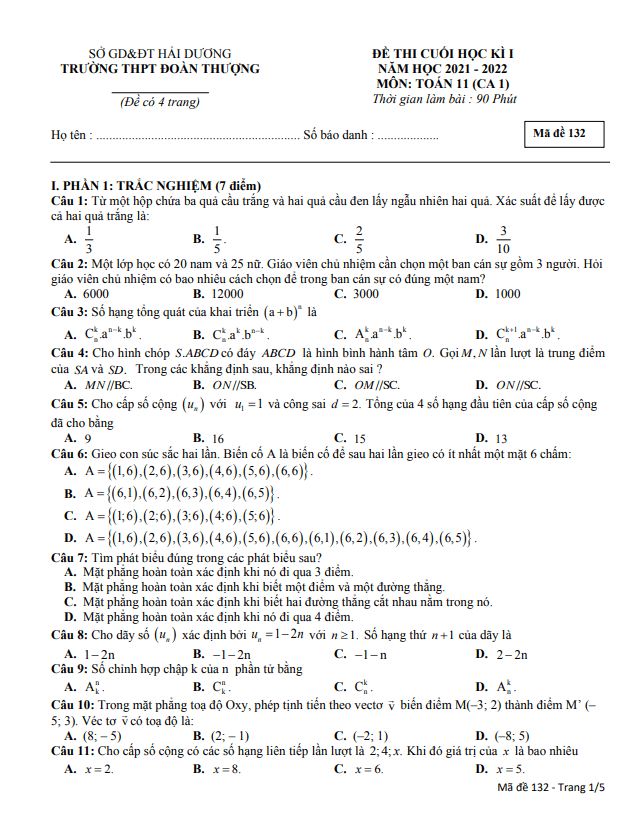 SỞ GD&ĐT HẢI DƯƠNG
TRƯỜNG THPT ĐOÀN THƯỢNG
(Đề có 4 trang)
ĐỀ THI CUỐI HỌC KÌ I
NĂM HỌC 2021 - 2022
MÔN: TOÁN 11 (CA 1)
Thời gian làm bài : 90 Phút
Họ tên : ............................................................... Số báo danh : ...................
Mã đề 132
I. PHẦN 1: TRẮC NGHIỆM (7 điểm)
Câu 1: Từ một hộp chứa ba quả cầu trắng và hai quả cầu đen lấy ngẫu nhiên hai quả. Xác suất để lấy được
cả hai quả trắng là:
A. 1/3 B. 1/5 . C. 2/5 D. 3/10
Câu 2: Một lớp học có 20 nam và 25 nữ. Giáo viên chủ nhiệm cần chọn một ban cán sự gồm 3 người. Hỏi
giáo viên chủ nhiệm có bao nhiêu cách chọn để trong ban cán sự có đúng một nam?
A. 6000 B. 12000 C. 3000 D. 1000
Câu 3: Số hạng tổng quát của khai triển (a + b)ⁿ là
A. C_n^k.a^{n−k}.b^k . B. C_n^k.a^k.b^{n−k} . C. A_n^k.a^{n−k}.b^k . D. C_n^{k+1}.a^{n−k}.b^k .
Câu 4: Cho hình chóp S.ABCD có đáy ABCD là hình bình hành tâm O. Gọi M, N lần lượt là trung điểm
của SA và SD. Trong các khẳng định sau, khẳng định nào sai ?
A. MN//BC. B. ON//SB. C. OM//SC. D. ON//SC.
Câu 5: Cho cấp số cộng (u_n) với u₁ = 1 và công sai d = 2. Tổng của 4 số hạng đầu tiên của cấp số cộng
đã cho bằng
A. 9 B. 16 C. 15 D. 13
Câu 6: Gieo con súc sắc hai lần. Biến cố A là biến cố để sau hai lần gieo có ít nhất một mặt 6 chấm:
A. A = {(1,6),(2,6),(3,6),(4,6),(5,6),(6,6)} .
B. A = {(6,1),(6,2),(6,3),(6,4),(6,5)} .
C. A = {(1;6),(2;6),(3;6),(4;6),(5;6)} .
D. A = {(1,6),(2,6),(3,6),(4,6),(5,6),(6,6),(6,1),(6,2),(6,3),(6,4),(6,5)} .
Câu 7: Tìm phát biểu đúng trong các phát biểu sau?
A. Mặt phẳng hoàn toàn xác định khi nó đi qua 3 điểm.
B. Mặt phẳng hoàn toàn xác định khi biết một điểm và một đường thẳng.
C. Mặt phẳng hoàn toàn xác định khi biết hai đường thẳng cắt nhau nằm trong nó.
D. Mặt phẳng hoàn toàn xác định khi nó đi qua 4 điểm.
Câu 8: Cho dãy số (u_n) xác định bởi u_n = 1 − 2n với n ≥ 1. Số hạng thứ n + 1 của dãy là
A. 1 − 2n B. −1 − 2n C. −1 − n D. 2 − 2n
Câu 9: Số chỉnh hợp chập k của n phần tử bằng
A. A_k^n . B. C_k^n . C. C_n^k . D. A_n^k .
Câu 10: Trong mặt phẳng toạ độ Oxy, phép tịnh tiến theo vectơ v⃗ biến điểm M(−3; 2) thành điểm M’ (−
5; 3). Véc tơ v⃗ có toạ độ là:
A. (8; − 5) B. (2; − 1) C. (−2; 1) D. (−8; 5)
Câu 11: Cho cấp số cộng có các số hạng liên tiếp lần lượt là 2; 4; x. Khi đó giá trị của x là bao nhiêu
A. x = 2. B. x = 8. C. x = 6. D. x = 5.
Mã đề 132 - Trang 1/5